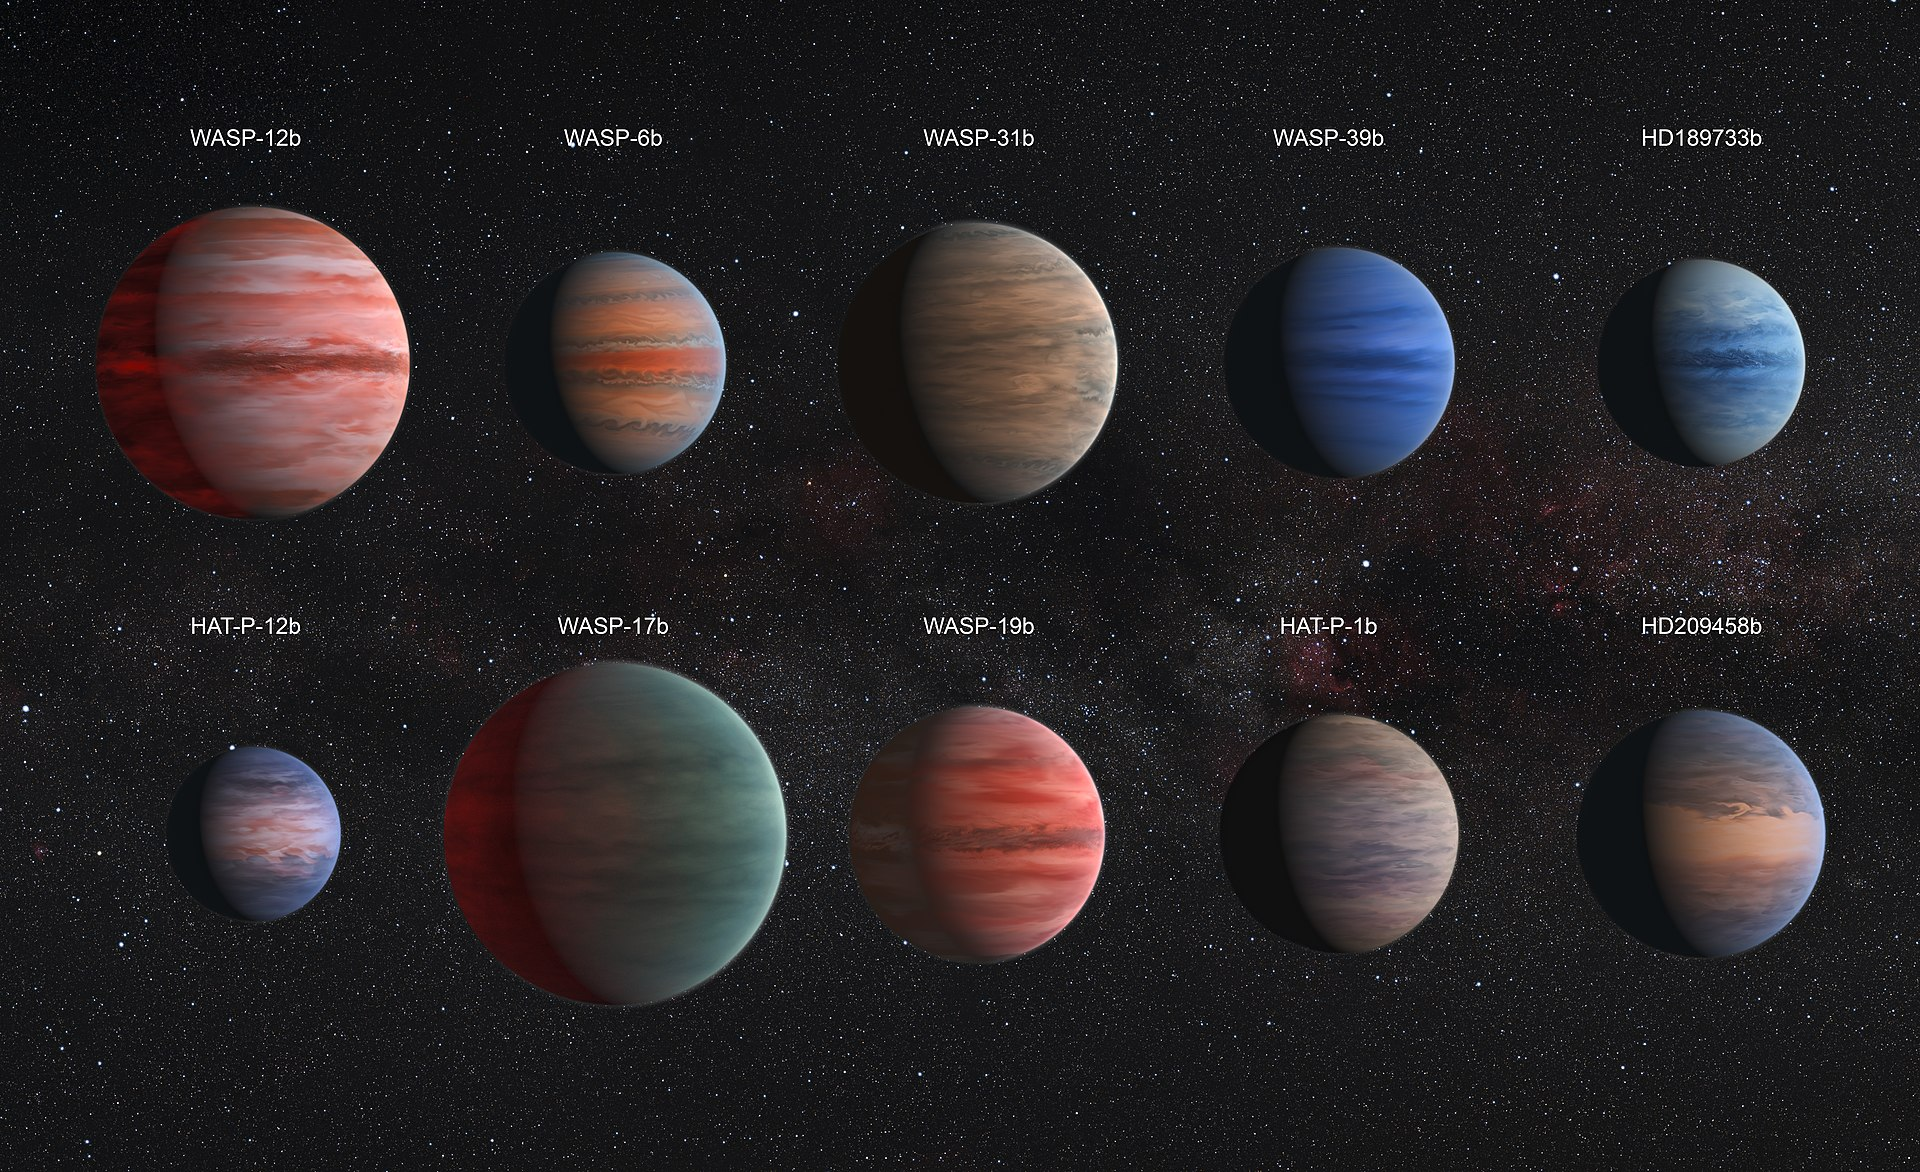 WASP-12b
WASP-6b
WASP-31b
WASP-39b
HD189733b
HAT-P-12b
WASP-17b
WASP-19b
HAT-P-1b
HD209458b